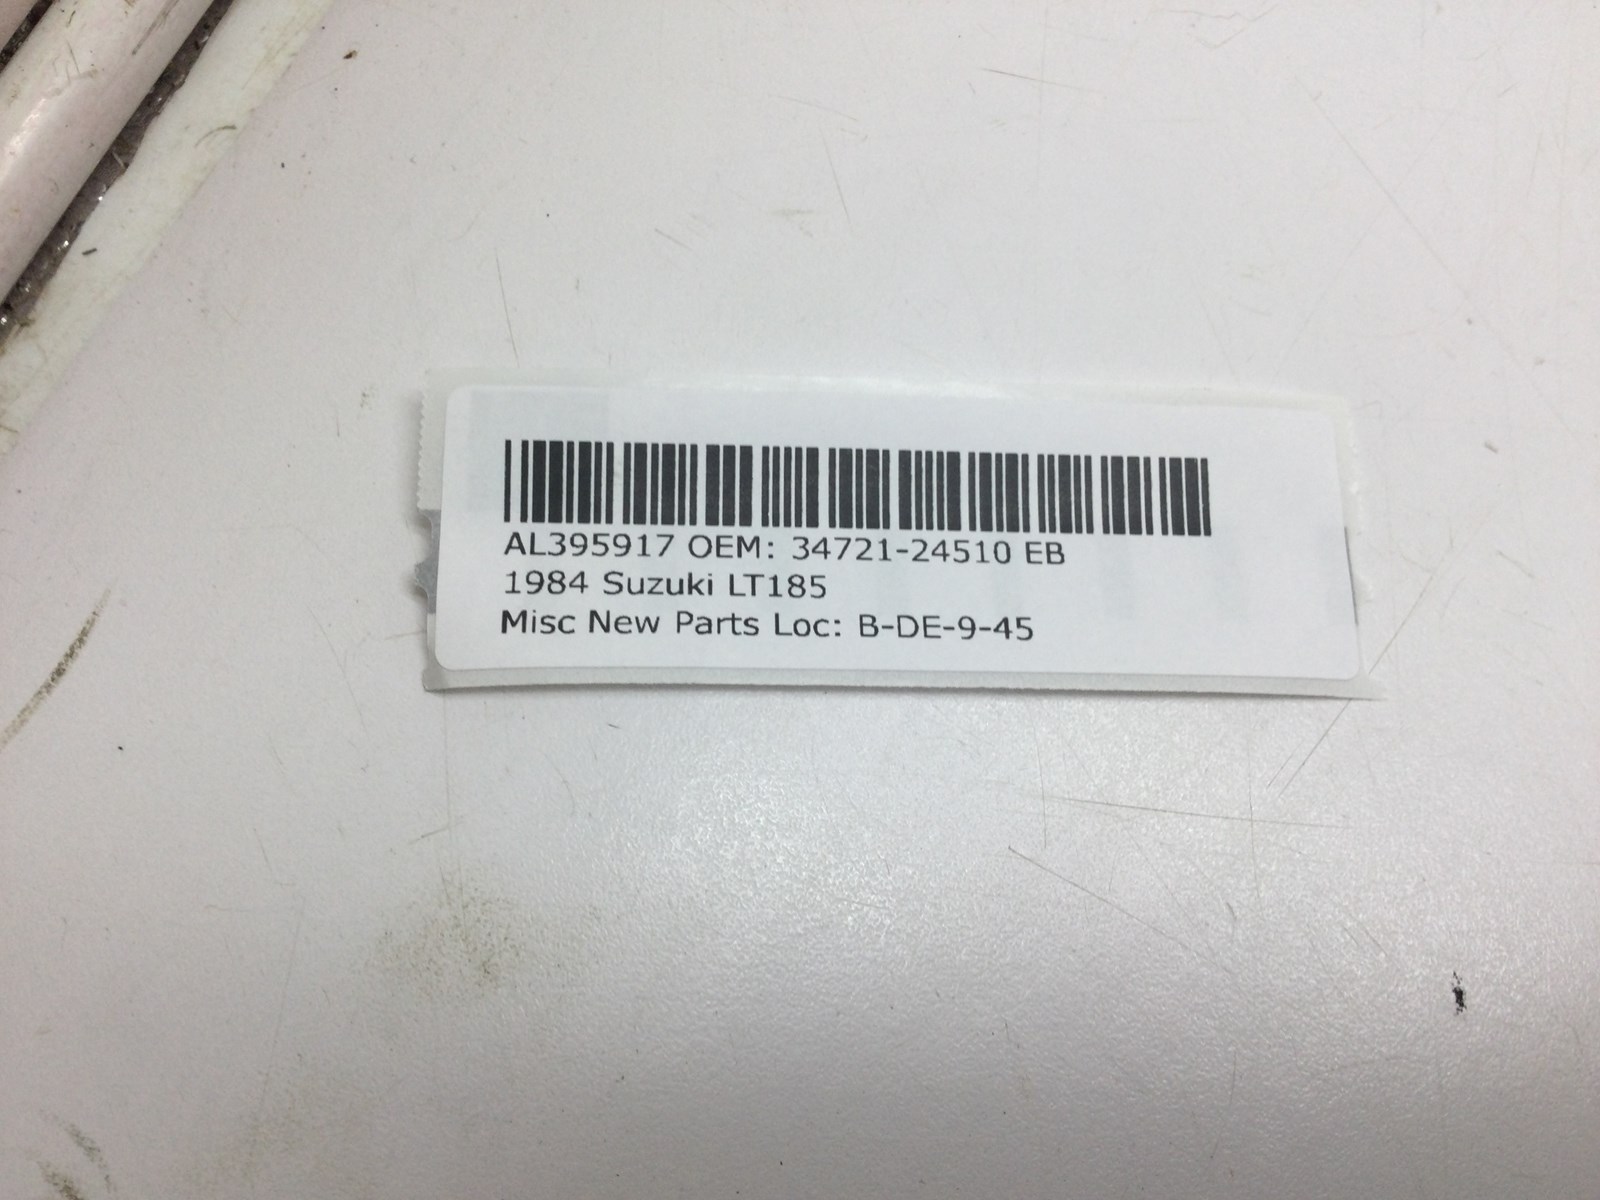 AL395917 OEM: 34721-24510 EB
1984 Suzuki LT185
Misc New Parts Loc: B-DE-9-45